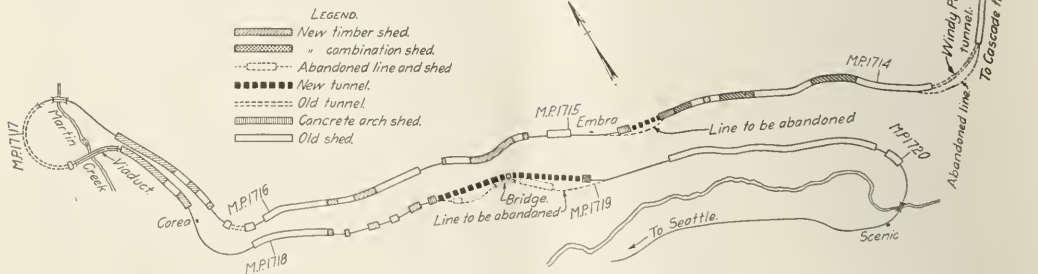 LEGEND.
New timber shed.
" combination shed.
Abandoned line and shed
New tunnel.
Old tunnel.
Concrete arch shed.
Old shed.
M.P.1717
Martin
Creek
Viaduct.
Corea
M.P.1716
M.P.1718
M.P.1715
Embra
Line to be abandoned
M.P.1714
Windy
tunnel.
To Cascade
Abandoned line
M.P.1720
Bridge.
Line to be abandoned
M.P.1719
To Seattle.
Scenic